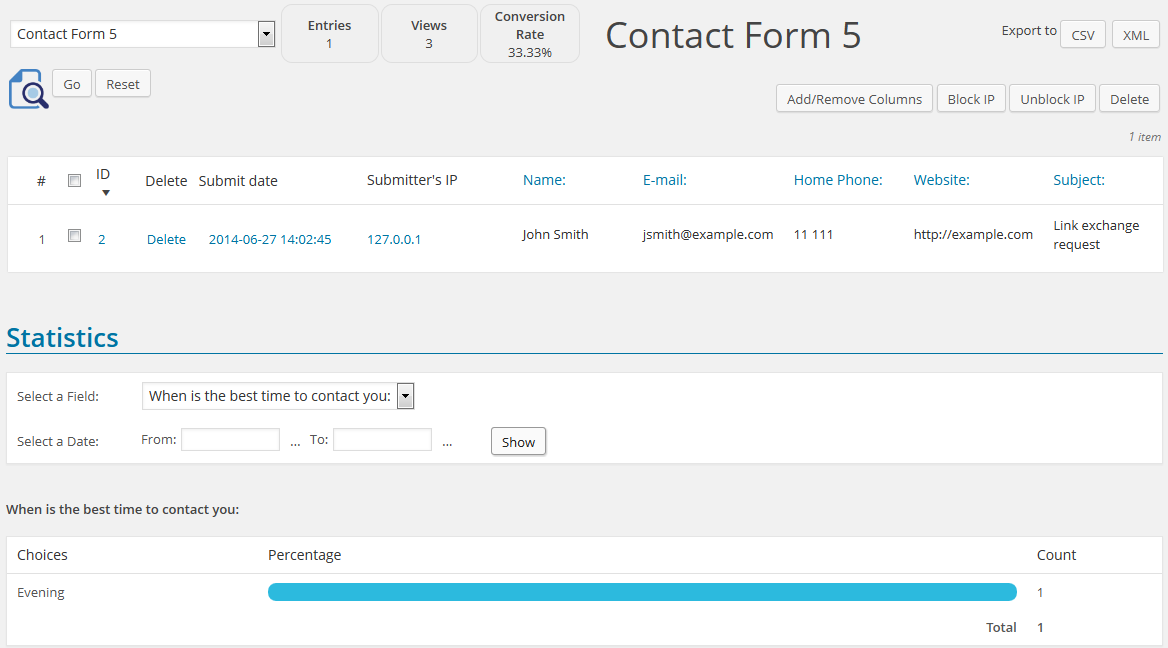 Contact Form 5
Entries
1
Views
3
Conversion
Rate
33.33%
Contact Form 5
Export to CSV XML
Go Reset
Add/Remove Columns Block IP Unblock IP Delete
1 item
# ID Delete Submit date Submitter's IP Name: E-mail: Home Phone: Website: Subject:
1 2 Delete 2014-06-27 14:02:45 127.0.0.1 John Smith jsmith@example.com 11 111 http://example.com Link exchange
request
Statistics
Select a Field: When is the best time to contact you:
Select a Date: From: ... To: ... Show
When is the best time to contact you:
Choices Percentage Count
Evening 1
Total 1